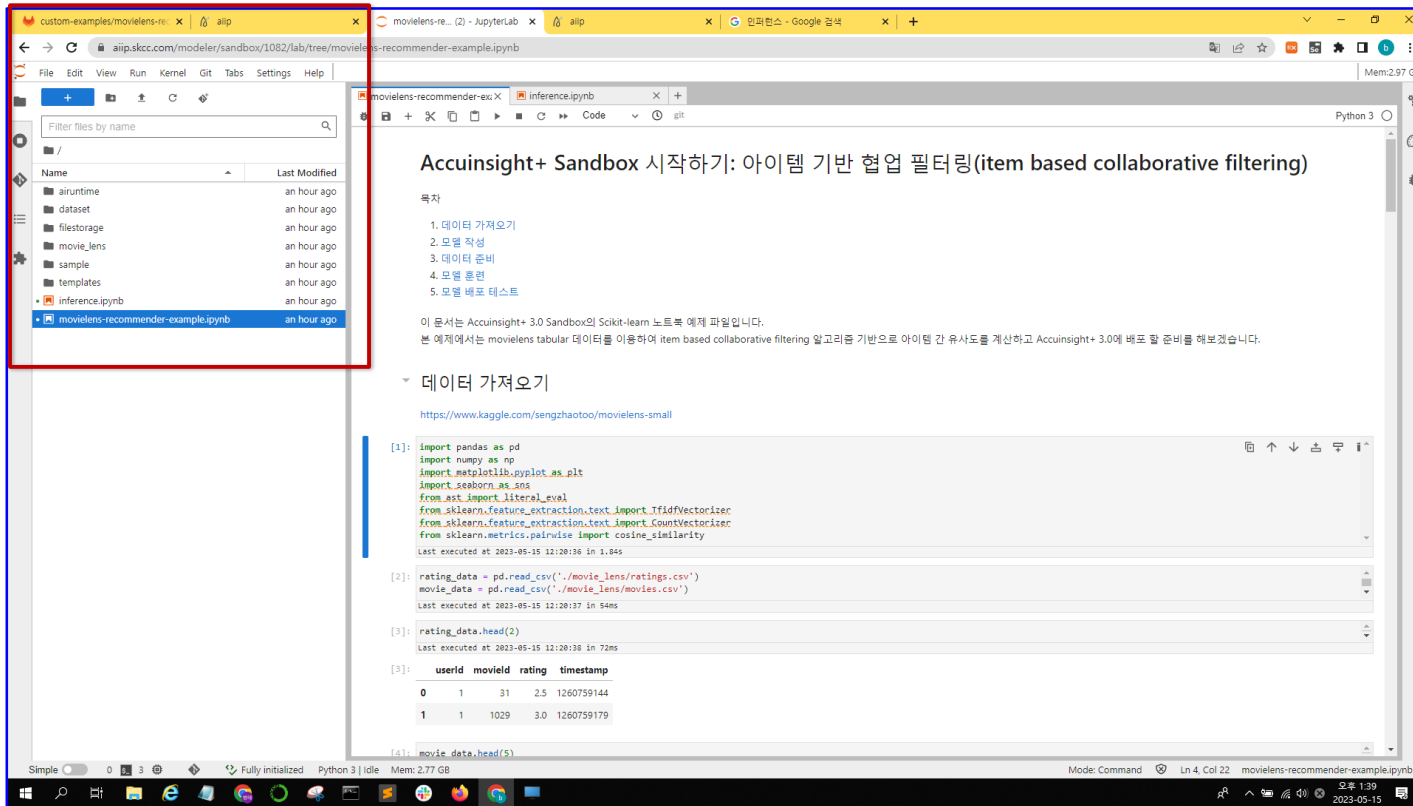 custom-examples/movielens-rec
aiip
movielens-re... (2) - JupyterLab
aiip
인퍼런스 - Google 검색
aiip.skcc.com/modeler/sandbox/1082/lab/tree/movielens-recommender-example.ipynb
File Edit View Run Kernel Git Tabs Settings Help
Mem:2.97 G
Filter files by name
/
Name Last Modified
airuntime an hour ago
dataset an hour ago
filestorage an hour ago
movie_lens an hour ago
sample an hour ago
templates an hour ago
inference.ipynb an hour ago
movielens-recommender-example.ipynb an hour ago
movielens-recommender-exa
inference.ipynb
Code
git
Python 3
Accuinsight+ Sandbox 시작하기: 아이템 기반 협업 필터링(item based collaborative filtering)
목차
1. 데이터 가져오기
2. 모델 작성
3. 데이터 준비
4. 모델 훈련
5. 모델 배포 테스트
이 문서는 Accuinsight+ 3.0 Sandbox의 Scikit-learn 노트북 예제 파일입니다.
본 예제에서는 movielens tabular 데이터를 이용하여 item based collaborative filtering 알고리즘 기반으로 아이템 간 유사도를 계산하고 Accuinsight+ 3.0에 배포 할 준비를 해보겠습니다.
데이터 가져오기
https://www.kaggle.com/sengzhaotoo/movielens-small
[1]: import pandas as pd
import numpy as np
import matplotlib.pyplot as plt
import seaborn as sns
from ast import literal_eval
from sklearn.feature_extraction.text import TfidfVectorizer
from sklearn.feature_extraction.text import CountVectorizer
from sklearn.metrics.pairwise import cosine_similarity
Last executed at 2023-05-15 12:20:36 in 1.84s
[2]: rating_data = pd.read_csv('./movie_lens/ratings.csv')
movie_data = pd.read_csv('./movie_lens/movies.csv')
Last executed at 2023-05-15 12:20:37 in 54ms
[3]: rating_data.head(2)
Last executed at 2023-05-15 12:20:38 in 72ms
[3]: userId movieId rating timestamp
0 1 31 2.5 1260759144
1 1 1029 3.0 1260759179
[4]: movie_data.head(5)
Simple 0 3 Fully initialized Python 3 | Idle Mem: 2.77 GB Mode: Command Ln 4, Col 22 movielens-recommender-example.ipynb
오후 1:39
2023-05-15